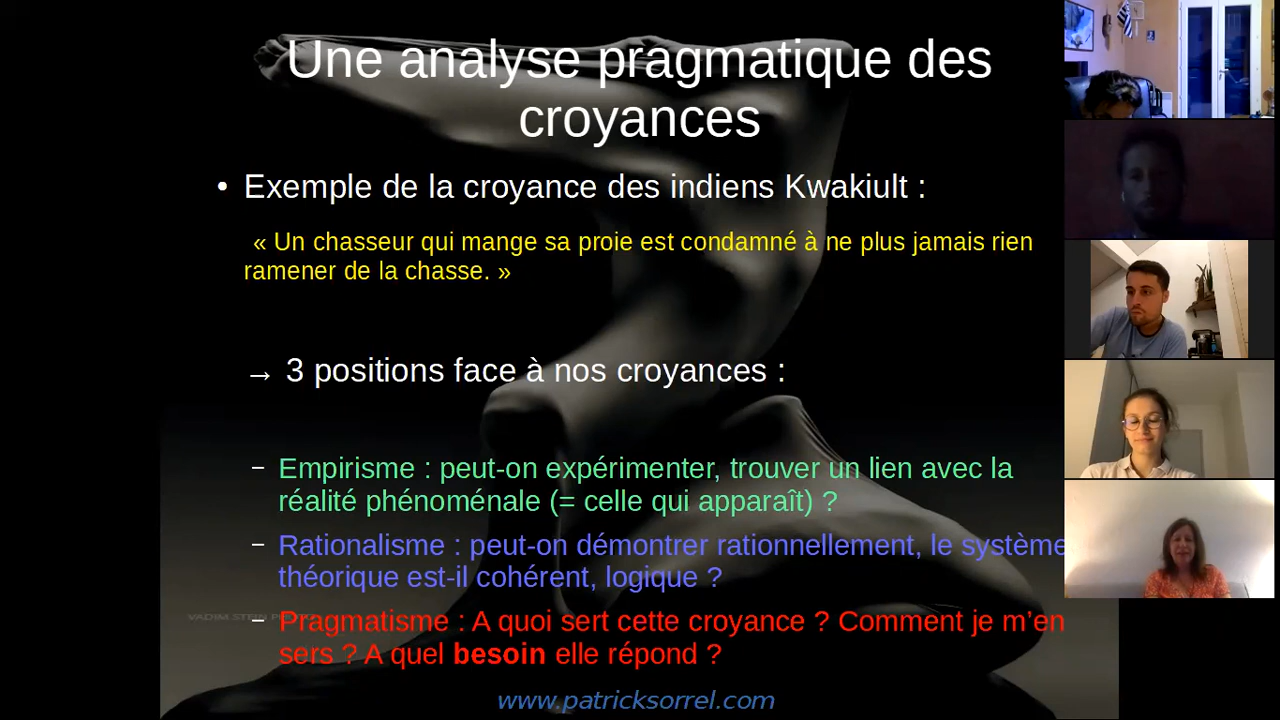 Une analyse pragmatique des
croyances
• Exemple de la croyance des indiens Kwakiult :
« Un chasseur qui mange sa proie est condamné à ne plus jamais rien
ramener de la chasse. »
→ 3 positions face à nos croyances :
– Empirisme : peut-on expérimenter, trouver un lien avec la
réalité phénoménale (= celle qui apparaît) ?
– Rationalisme : peut-on démontrer rationnellement, le système
théorique est-il cohérent, logique ?
VADIM STEIN
– Pragmatisme : A quoi sert cette croyance ? Comment je m'en
sers ? A quel besoin elle répond ?
www.patricksorrel.com